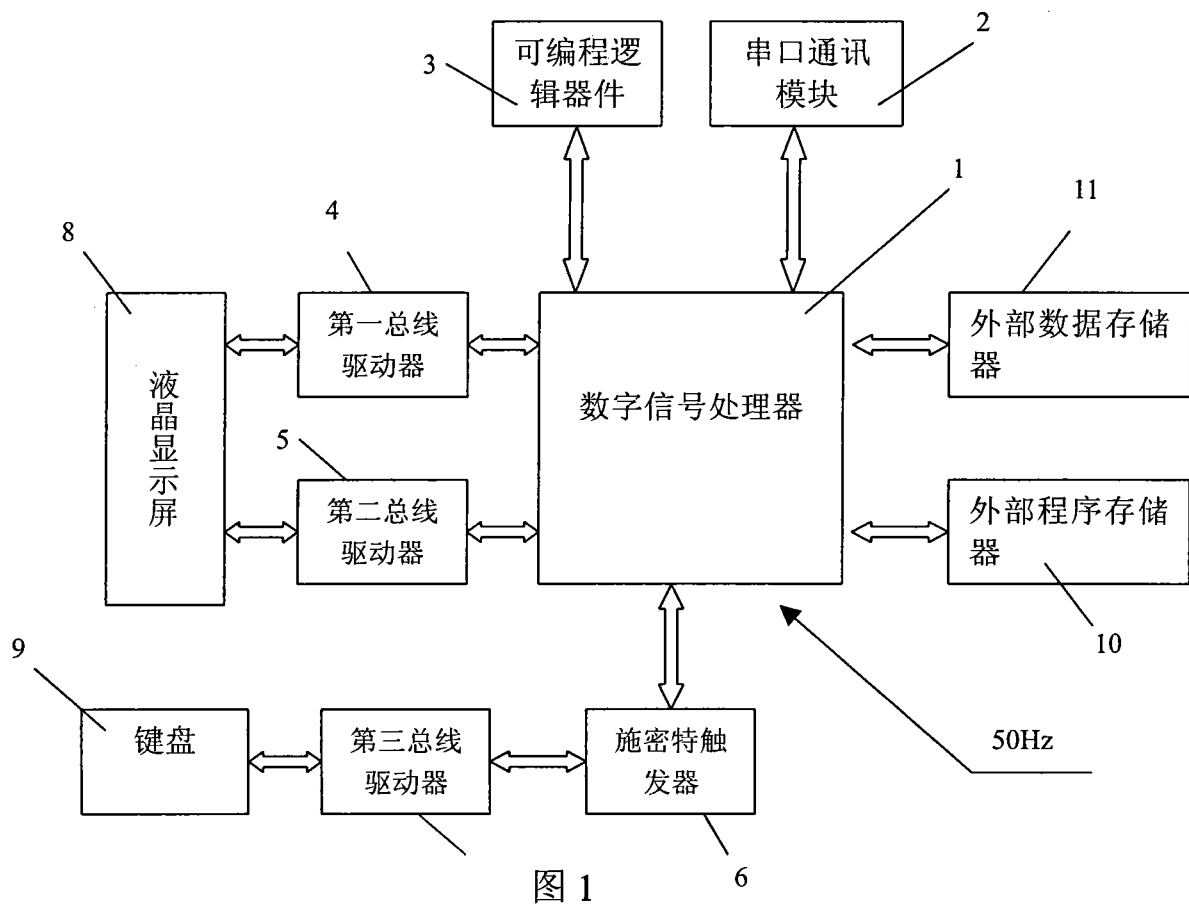 3
可编程逻
辑器件
串口通讯
模块
2
1
11
8
4
第一总线
驱动器
外部数据存储
器
液晶显示屏
数字信号处理器
5
第二总线
驱动器
外部程序存储
器
10
9
键盘
第三总线
驱动器
施密特触
发器
50Hz
6
图1